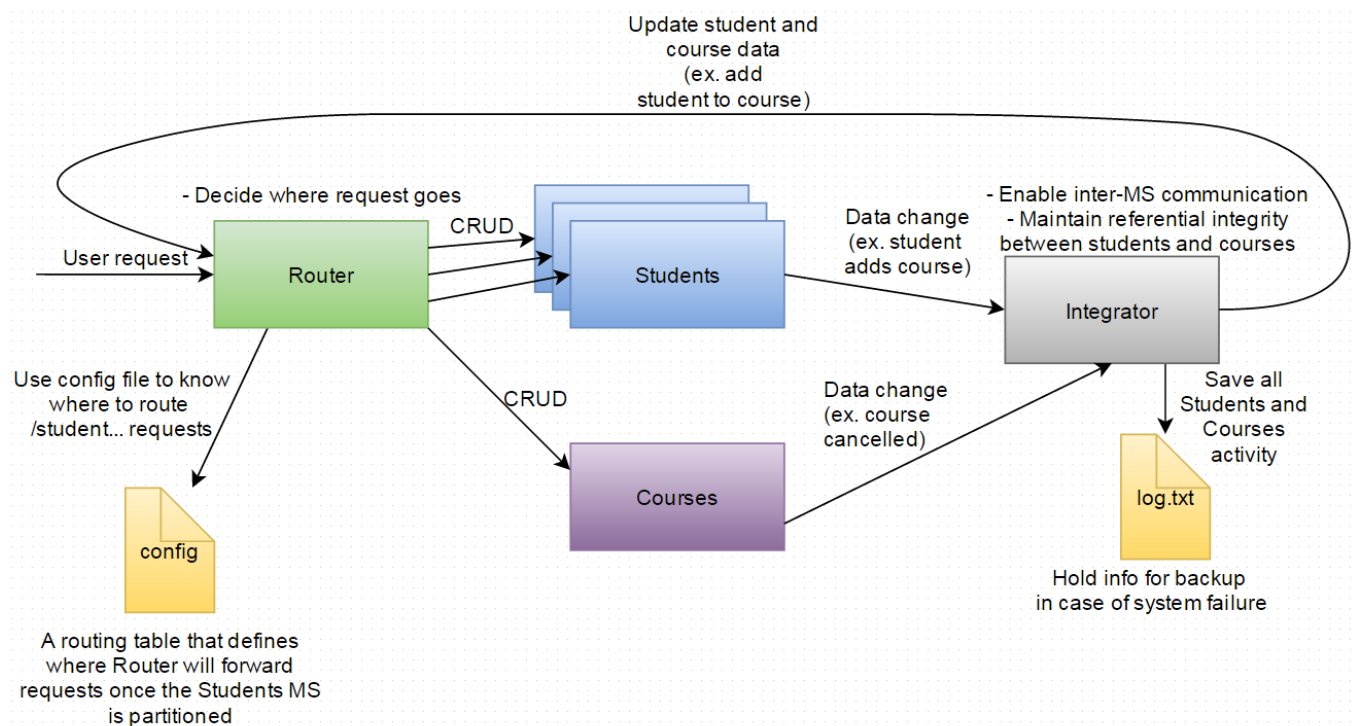 Update student and
course data
(ex. add
student to course)
- Decide where request goes
CRUD
User request
Router
Students
Data change
(ex. student
adds course)
- Enable inter-MS communication
- Maintain referential integrity
between students and courses
Integrator
Use config file to know
where to route
/student... requests
CRUD
Data change
(ex. course
cancelled)
Save all
Students and
Courses
activity
config
Courses
log.txt
Hold info for backup
in case of system failure
A routing table that defines
where Router will forward
requests once the Students MS
is partitioned